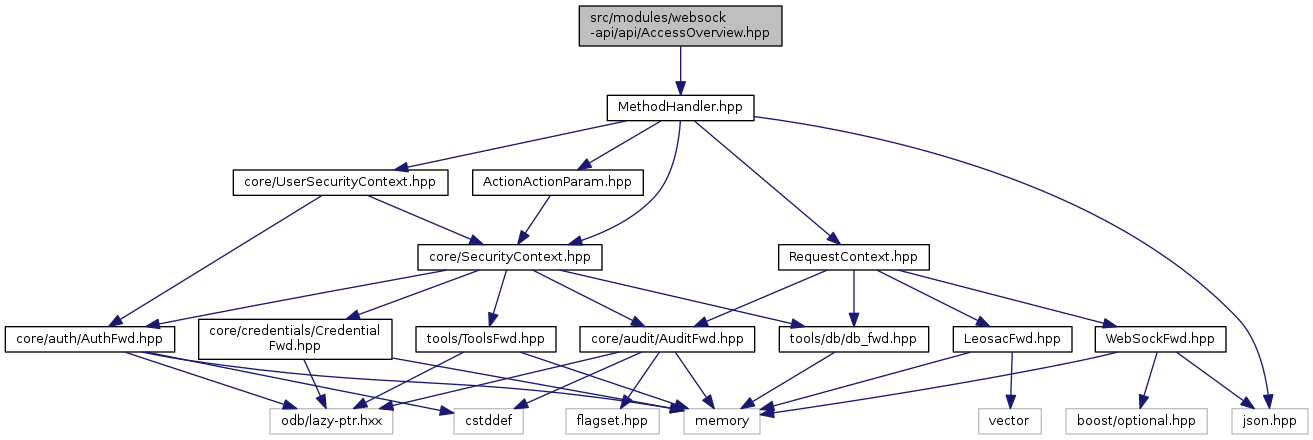 src/modules/websock
-api/api/AccessOverview.hpp
MethodHandler.hpp
core/UserSecurityContext.hpp
ActionActionParam.hpp
core/SecurityContext.hpp
RequestContext.hpp
core/auth/AuthFwd.hpp
core/credentials/Credential
Fwd.hpp
tools/ToolsFwd.hpp
core/audit/AuditFwd.hpp
tools/db/db_fwd.hpp
LeosacFwd.hpp
WebSockFwd.hpp
odb/lazy-ptr.hxx
cstddef
flagset.hpp
memory
vector
boost/optional.hpp
json.hpp